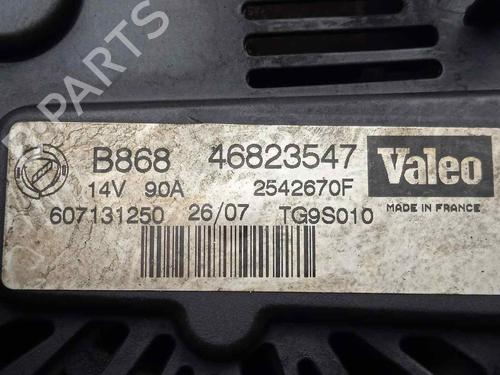 B868 46823547 Valeo
14V 90A 2542670F MADE IN FRANCE
607131250 26/07 TG9S010
B-PARTS